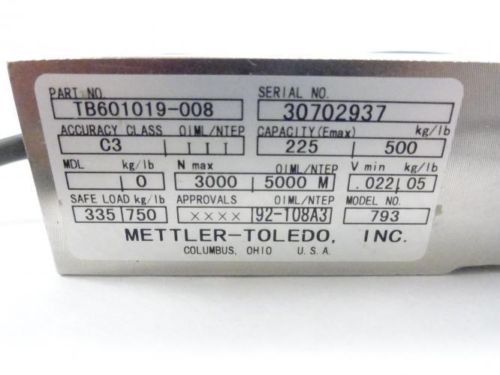 PART NO. SERIAL NO.
TB601019-008 30702937
ACCURACY CLASS OIML/NTEP CAPACITY(Emax) kg/lb
C3 III 225 500
MDL kg/lb N max OIML/NTEP V min kg/lb
0 3000 5000 M .022 .05
SAFE LOAD kg/lb APPROVALS OIML/NTEP MODEL NO.
335 750 ×××× 92-108A3 793
METTLER-TOLEDO, INC.
COLUMBUS, OHIO U.S.A.